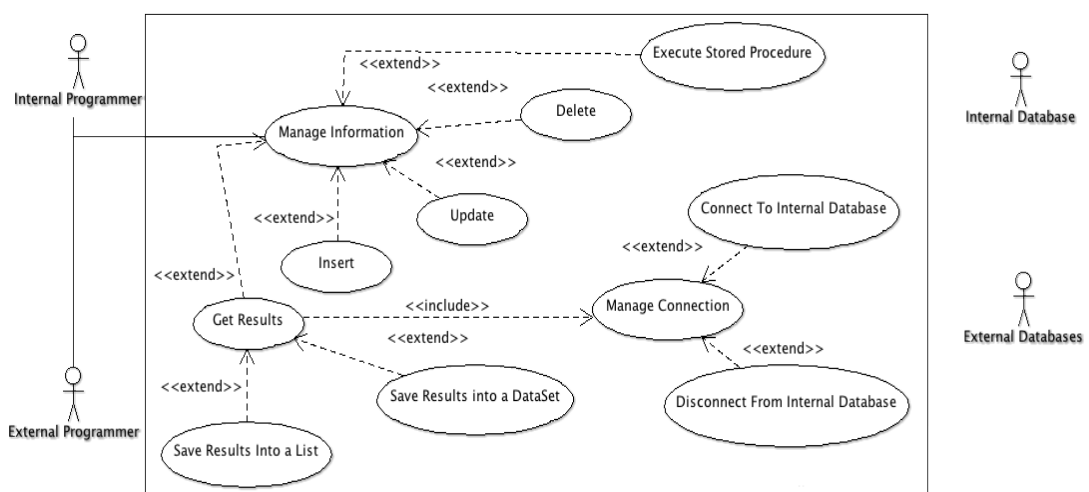 Execute Stored Procedure
<<extend>>
<<extend>>
Internal Programmer
Delete
Internal Database
Manage Information
<<extend>>
Connect To Internal Database
<<extend>>
Update
<<extend>>
Insert
<<extend>>
<<include>>
Manage Connection
Get Results
<<extend>>
External Databases
<<extend>>
<<extend>>
Save Results into a DataSet
Disconnect From Internal Database
External Programmer
Save Results Into a List